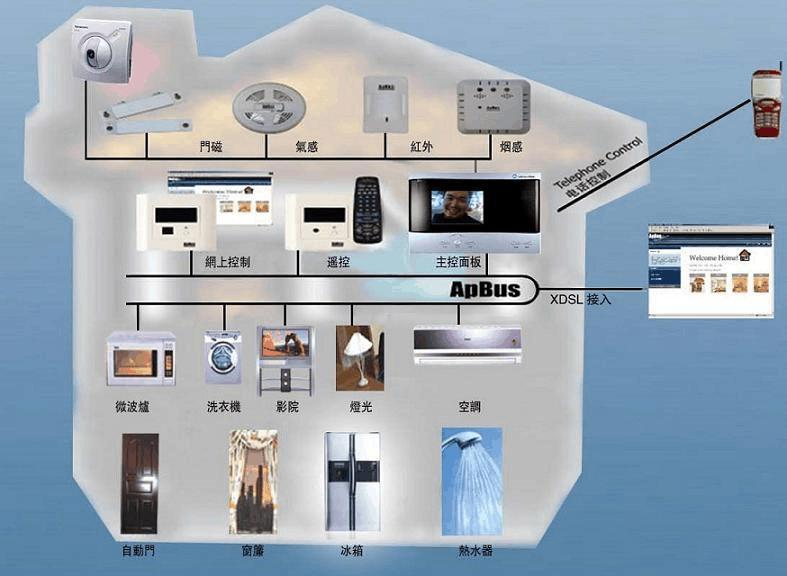 門磁
氣感
紅外
烟感
Telephone Control
电话控制
Welcome Home!
網上控制
遥控
主控面板
ApBus
XDSL 接入
ApBus
Welcome Home!
微波爐
洗衣機
影院
燈光
空調
自動門
窗簾
冰箱
熱水器